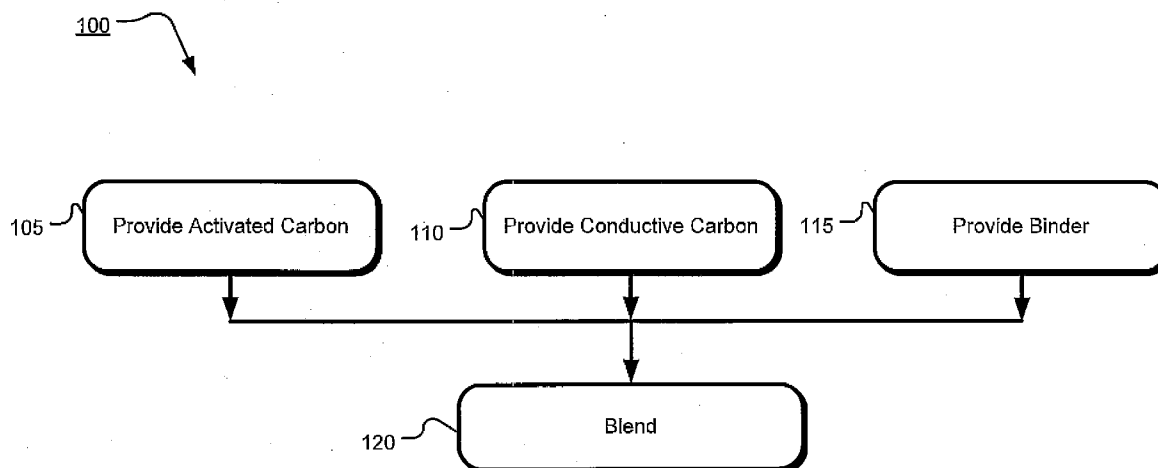 100
105
Provide Activated Carbon
110
Provide Conductive Carbon
115
Provide Binder
120
Blend